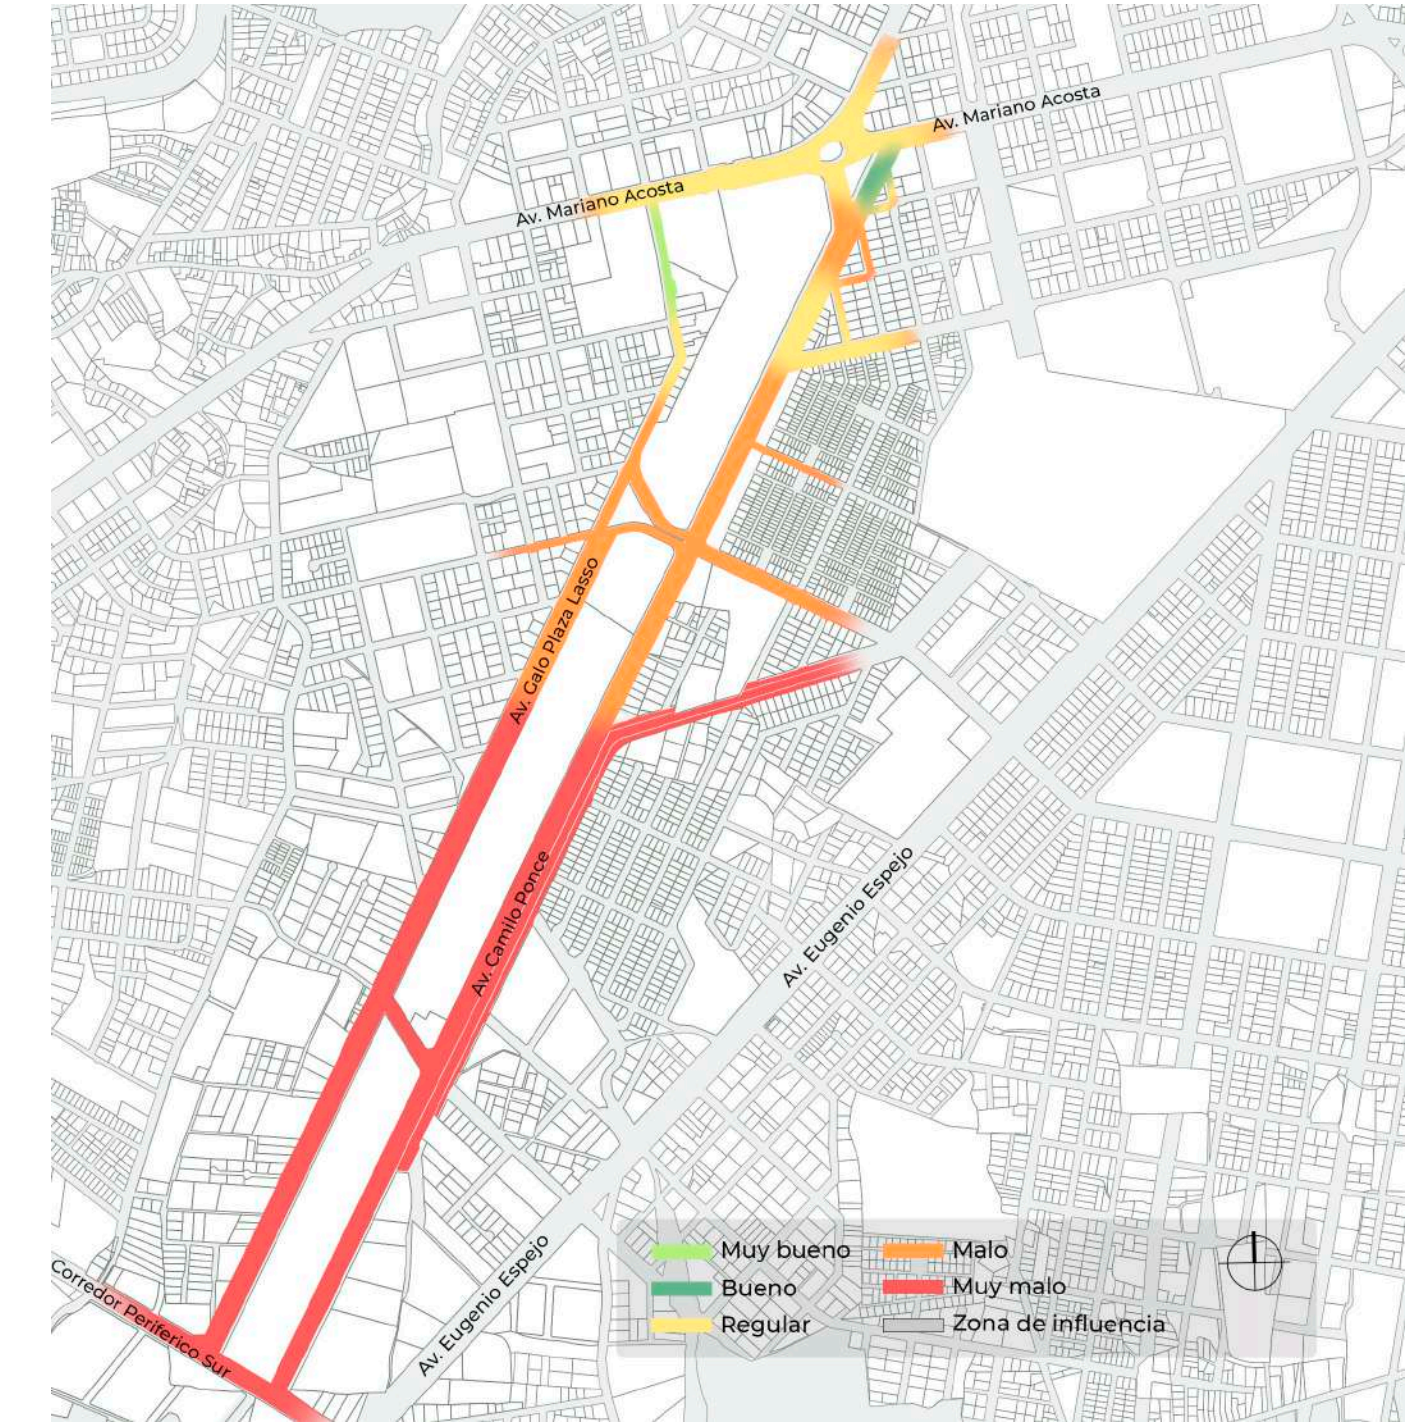 Av. Mariano Acosta
Av. Mariano Acosta
Av. Galo Plaza Lasso
Av. Camilo Ponce
Av. Eugenio Espejo
Av. Eugenio Espejo
Corredor Periferico Sur
Muy bueno
Bueno
Regular
Malo
Muy malo
Zona de influencia